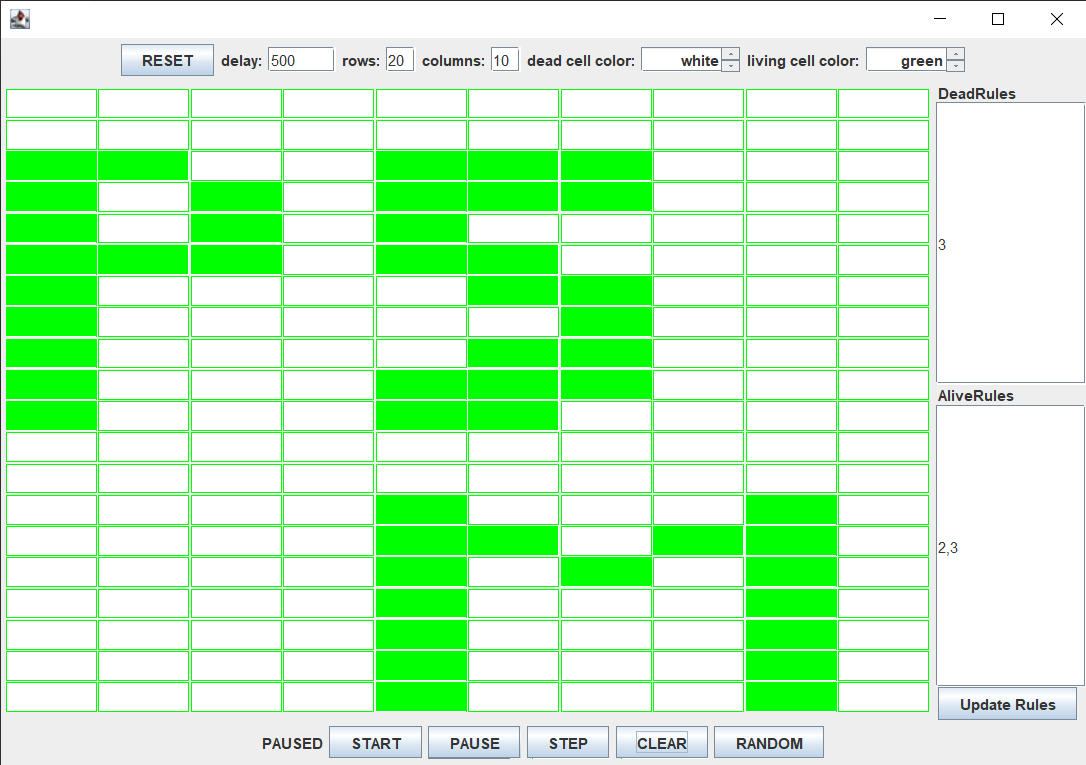 RESET delay: 500 rows: 20 columns: 10 dead cell color: white living cell color: green
DeadRules
3
AliveRules
2,3
Update Rules
P S
M
PAUSED START PAUSE STEP CLEAR RANDOM